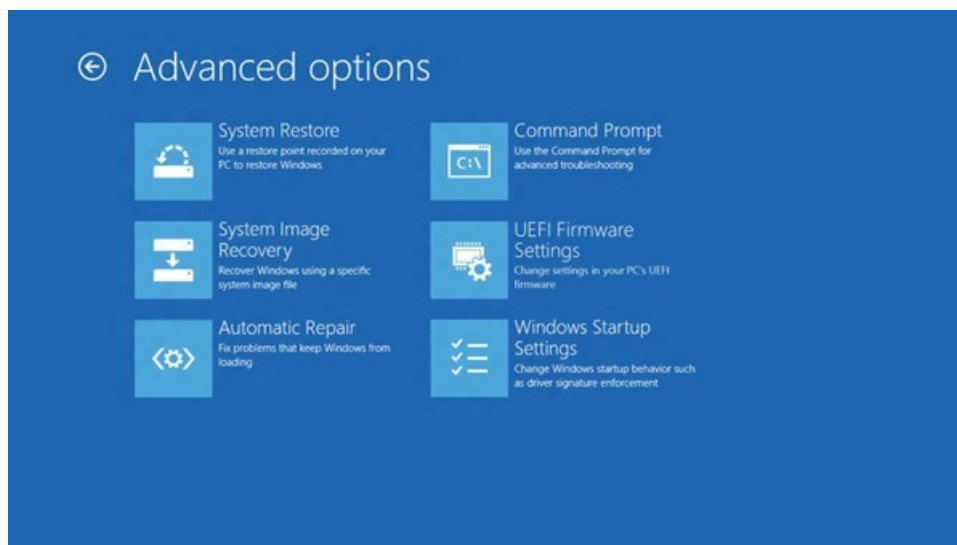 Advanced options
System Restore
Use a restore point recorded on your
PC to restore Windows
System Image
Recovery
Recover Windows using a specific
system image file
Automatic Repair
Fix problems that keep Windows from
loading
Command Prompt
Use the Command Prompt for
advanced troubleshooting
C:\
UEFI Firmware
Settings
Change settings in your PC's UEFI
firmware
Windows Startup
Settings
Change Windows startup behavior such
as driver signature enforcement